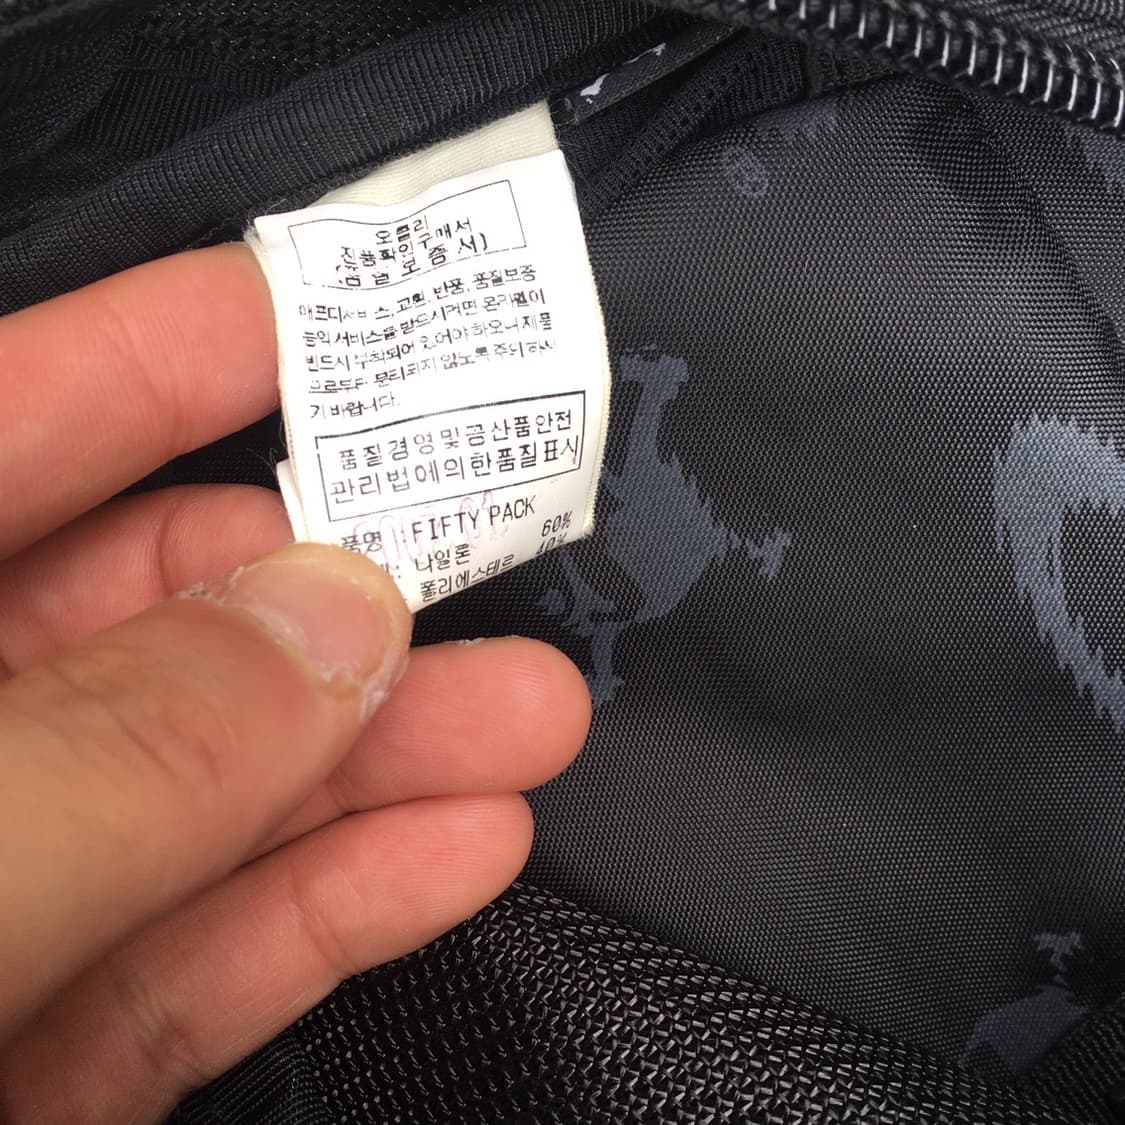 오클리
진품확인구매서
(품 질 보 증 서)
애프터서비스, 교환, 반품, 품질보증
등의 서비스를 받드시려면 본 라벨이
반드시 부착되어 있어야 하오니 제품
으로부터 분리되지 않도록 주의 하시
기 바랍니다.
품질경영및공산품안전
관리법에의한품질표시
품명 : FIFTY PACK
나일론 60%
폴리에스테르 40%